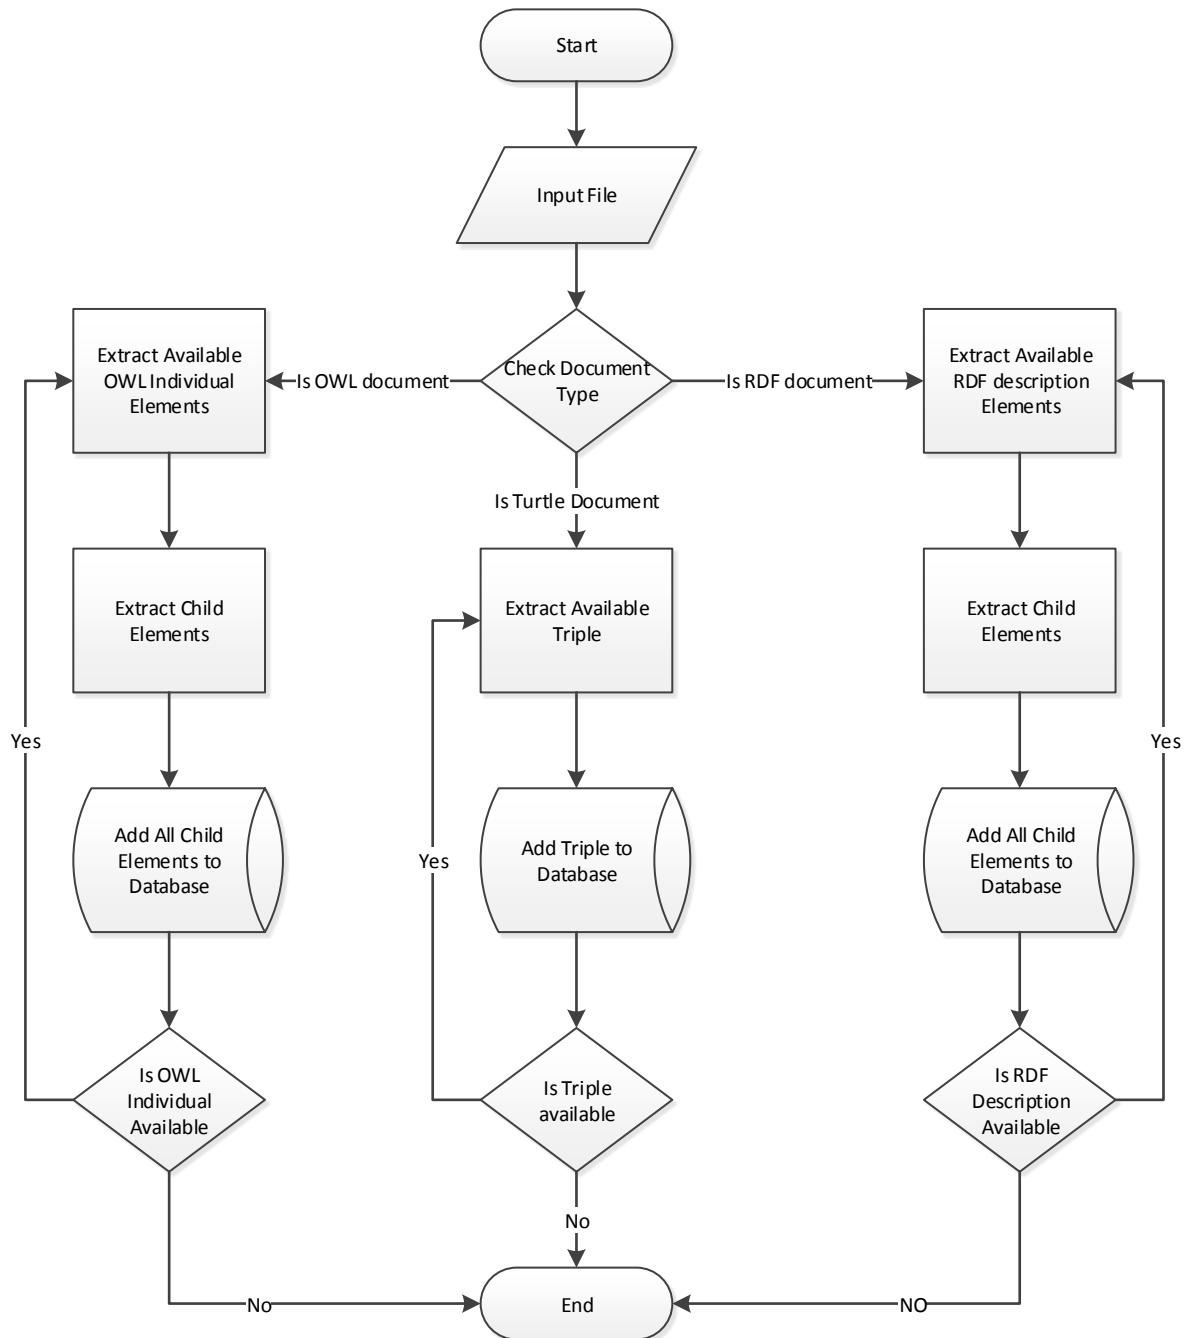 Start
Input File
Check Document
Type
Is OWL document
Is RDF document
Is Turtle Document
Extract Available
OWL Individual
Elements
Extract Available
RDF description
Elements
Extract Child
Elements
Extract Available
Triple
Extract Child
Elements
Yes
Yes
Add All Child
Elements to
Database
Yes
Add Triple to
Database
Add All Child
Elements to
Database
Is OWL
Individual
Available
Is Triple
available
Is RDF
Description
Available
No
No
End
NO